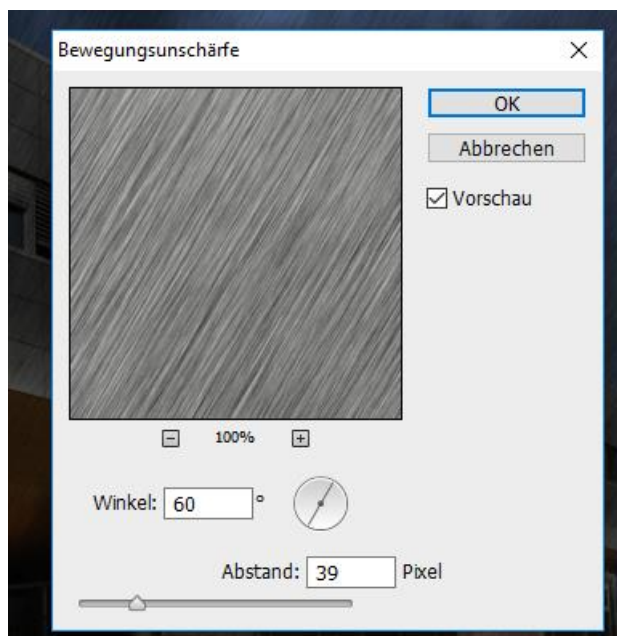 Bewegungsunschärfe
OK
Abbrechen
Vorschau
100%
Winkel: 60 °
Abstand: 39 Pixel